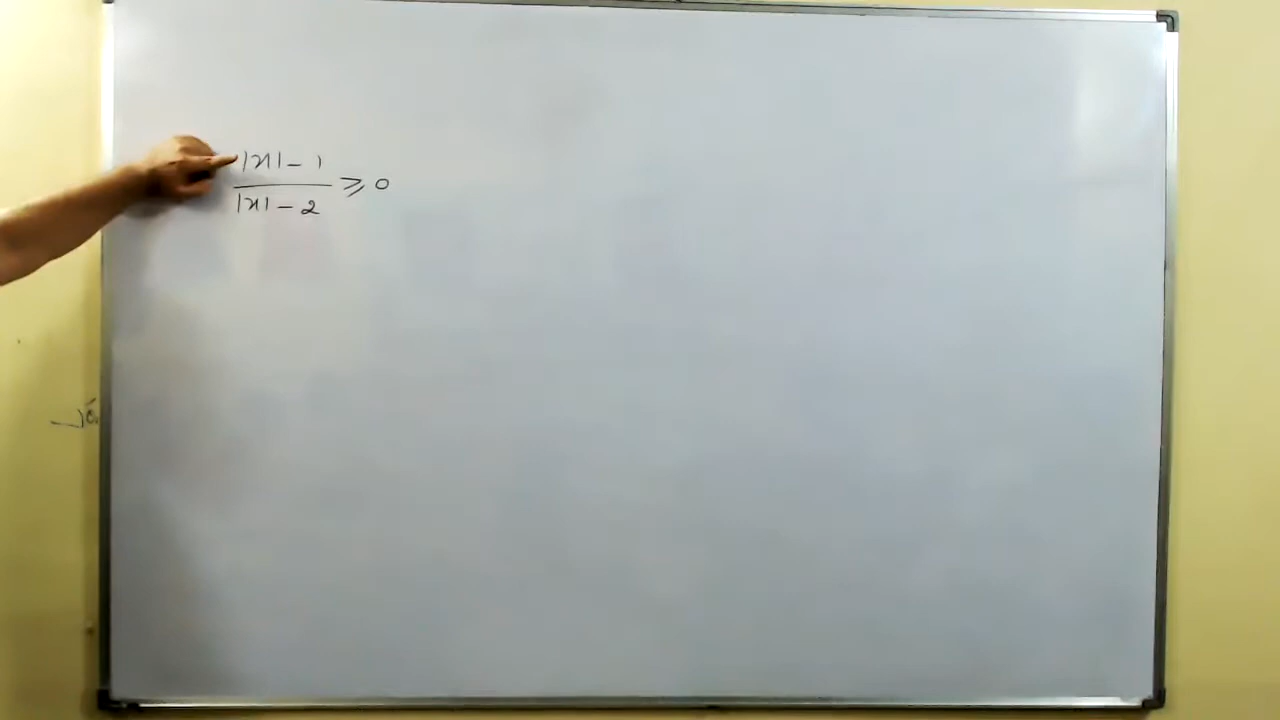 |x| - 1
|x| - 2
≥ 0